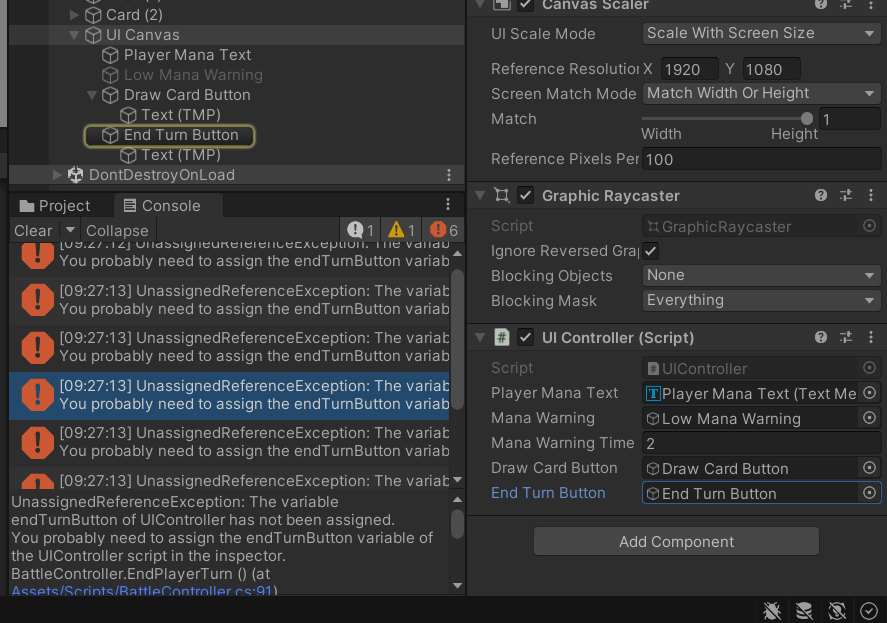 Card (2)
UI Canvas
Player Mana Text
Low Mana Warning
Draw Card Button
Text (TMP)
End Turn Button
Text (TMP)
DontDestroyOnLoad
Project
Console
Clear
Collapse
1
1
6
[09:27:12] UnassignedReferenceException: The variab
You probably need to assign the endTurnButton variab
[09:27:13] UnassignedReferenceException: The variab
You probably need to assign the endTurnButton variab
[09:27:13] UnassignedReferenceException: The variab
You probably need to assign the endTurnButton variab
[09:27:13] UnassignedReferenceException: The variab
You probably need to assign the endTurnButton variab
[09:27:13] UnassignedReferenceException: The variab
You probably need to assign the endTurnButton variab
[09:27:13] UnassignedReferenceException: The variab
UnassignedReferenceException: The variable
endTurnButton of UIController has not been assigned.
You probably need to assign the endTurnButton variable of
the UIController script in the inspector.
BattleController.EndPlayerTurn () (at
Assets/Scripts/BattleController.cs:91)
Canvas Scaler
UI Scale Mode Scale With Screen Size
Reference Resolution X 1920 Y 1080
Screen Match Mode Match Width Or Height
Match 1
Width Height
Reference Pixels Per 100
Graphic Raycaster
Script GraphicRaycaster
Ignore Reversed Gra
Blocking Objects None
Blocking Mask Everything
UI Controller (Script)
Script UIController
Player Mana Text Player Mana Text (Text Me
Mana Warning Low Mana Warning
Mana Warning Time 2
Draw Card Button Draw Card Button
End Turn Button End Turn Button
Add Component